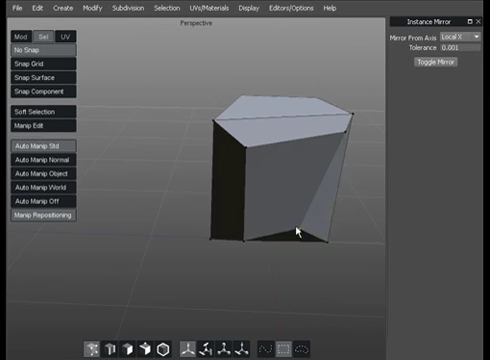 File Edit Create Modify Subdivision Selection UVs/Materials Display Editors/Options Help
Perspective
Instance Mirror
Mod Sel UV
No Snap
Snap Grid
Snap Surface
Snap Component
Soft Selection
Manip Edit
Auto Manip Std
Auto Manip Normal
Auto Manip Object
Auto Manip World
Auto Manip Off
Manip Repositioning
Mirror From Axis Local X
Tolerance 0.001
Toggle Mirror